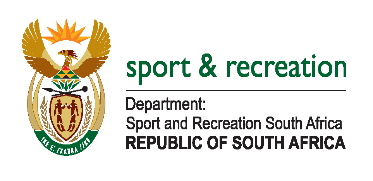 sport & recreation
Department:
Sport and Recreation South Africa
REPUBLIC OF SOUTH AFRICA